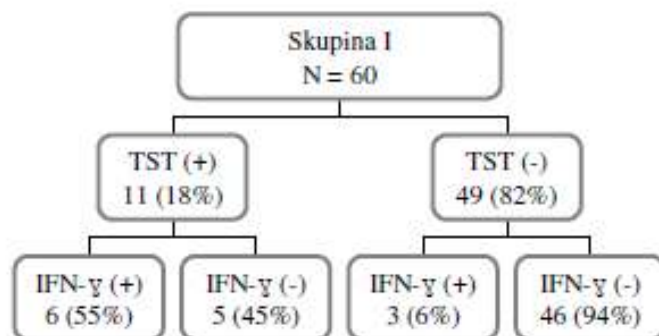 Skupina I
N = 60
TST (+)
11 (18%)
TST (-)
49 (82%)
IFN-ɣ (+)
6 (55%)
IFN-ɣ (-)
5 (45%)
IFN-ɣ (+)
3 (6%)
IFN-ɣ (-)
46 (94%)